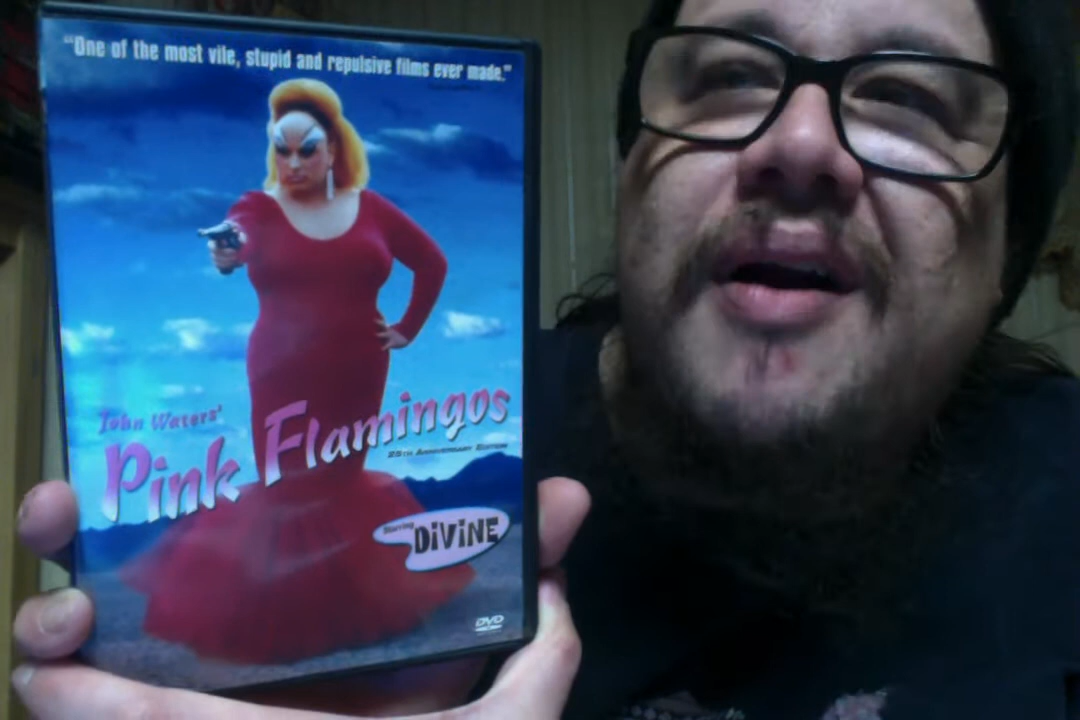 "One of the most vile, stupid and repulsive films ever made."
John Waters'
Pink Flamingos
25th Anniversary Edition
Starring
DiViNE
DVD